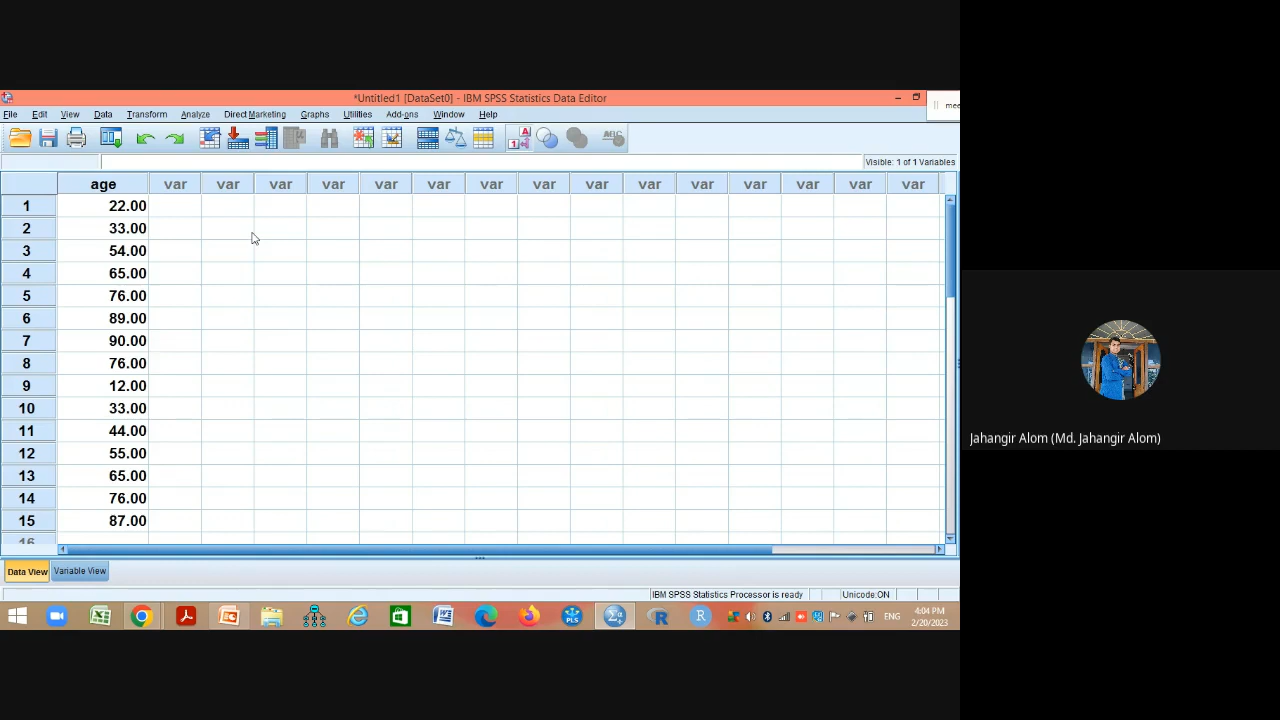 *Untitled1 [DataSet0] - IBM SPSS Statistics Data Editor
File Edit View Data Transform Analyze Direct Marketing Graphs Utilities Add-ons Window Help
Visible: 1 of 1 Variables
age var var var var var var var var var var var var var var var
1 22.00
2 33.00
3 54.00
4 65.00
5 76.00
6 89.00
7 90.00
8 76.00
9 12.00
10 33.00
11 44.00
12 55.00
13 65.00
14 76.00
15 87.00
16
Data View Variable View
IBM SPSS Statistics Processor is ready Unicode:ON
ENG
4:04 PM
2/20/2023
Jahangir Alom (Md. Jahangir Alom)